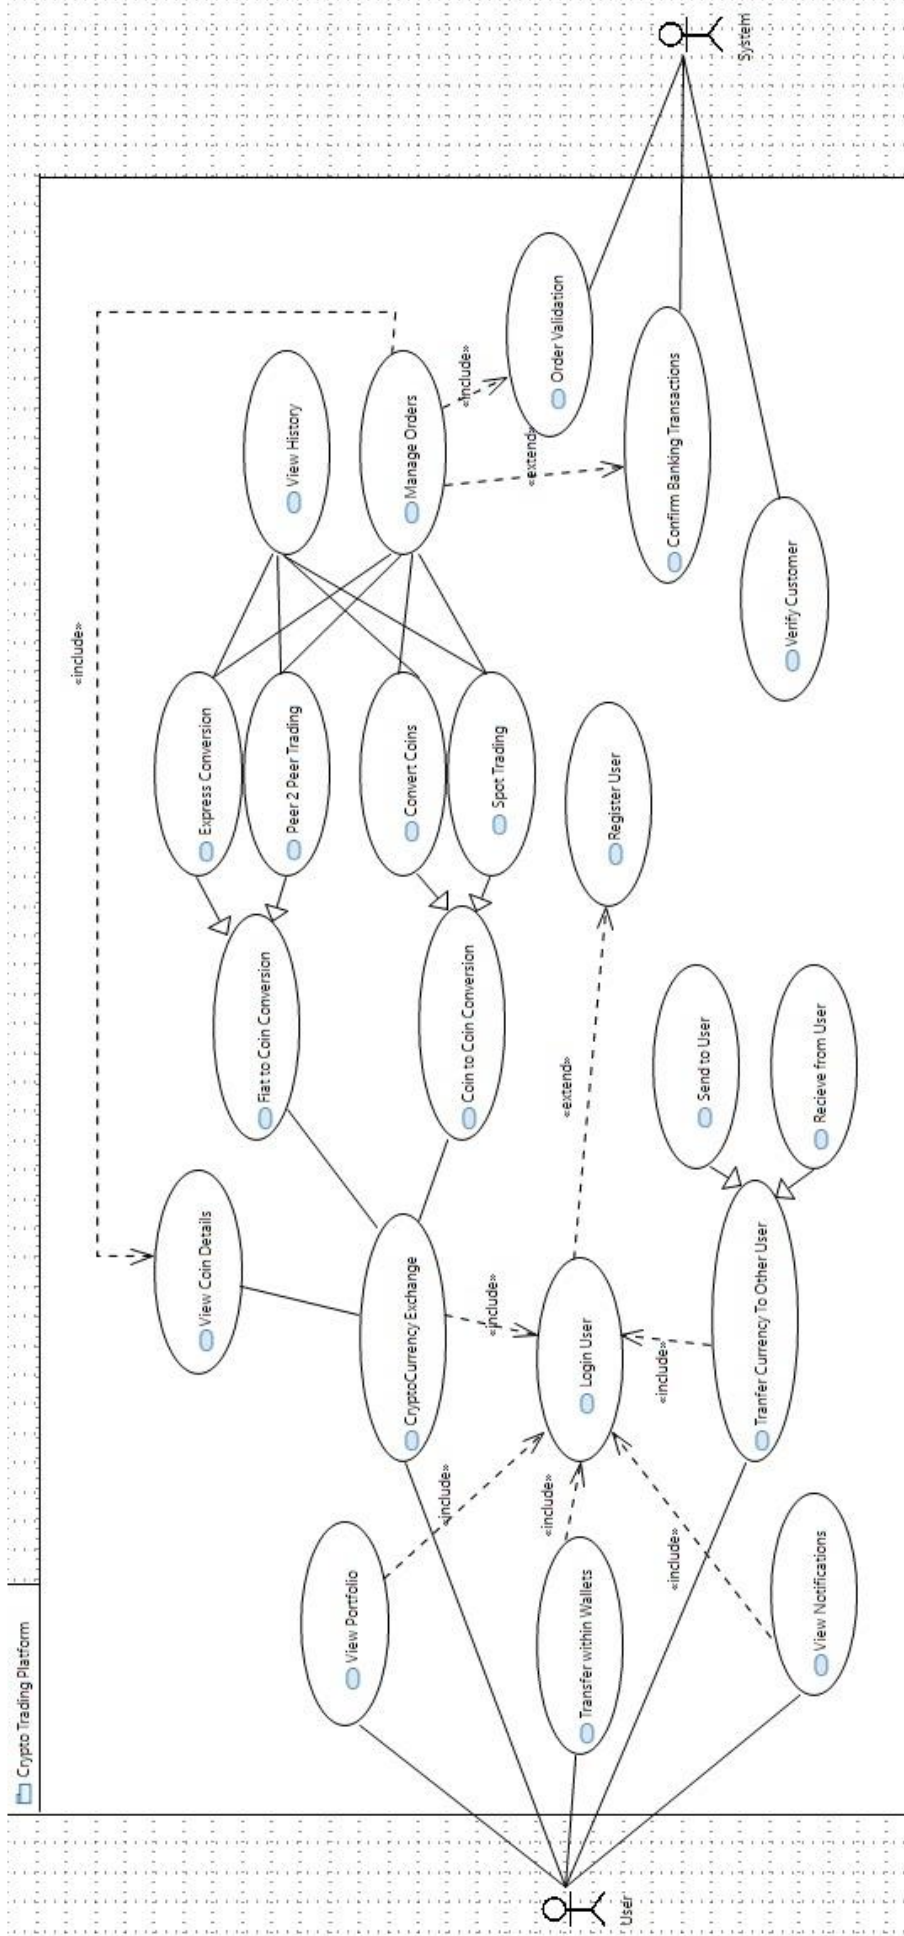 Crypto Trading Platform
«include»
View Coin Details
Express Conversion
Fiat to Coin Conversion
Peer 2 Peer Trading
View History
View Portfolio
CryptoCurrency Exchange
Coin to Coin Conversion
Convert Coins
Manage Orders
Spot Trading
«include»
«include»
«include»
«extend»
Order Validation
System
User
Transfer within Wallets
«include»
Login User
«extend»
Register User
«include»
«include»
Send to User
Confirm Banking Transactions
Tranfer Currency To Other User
View Notifications
Recieve from User
Verify Customer